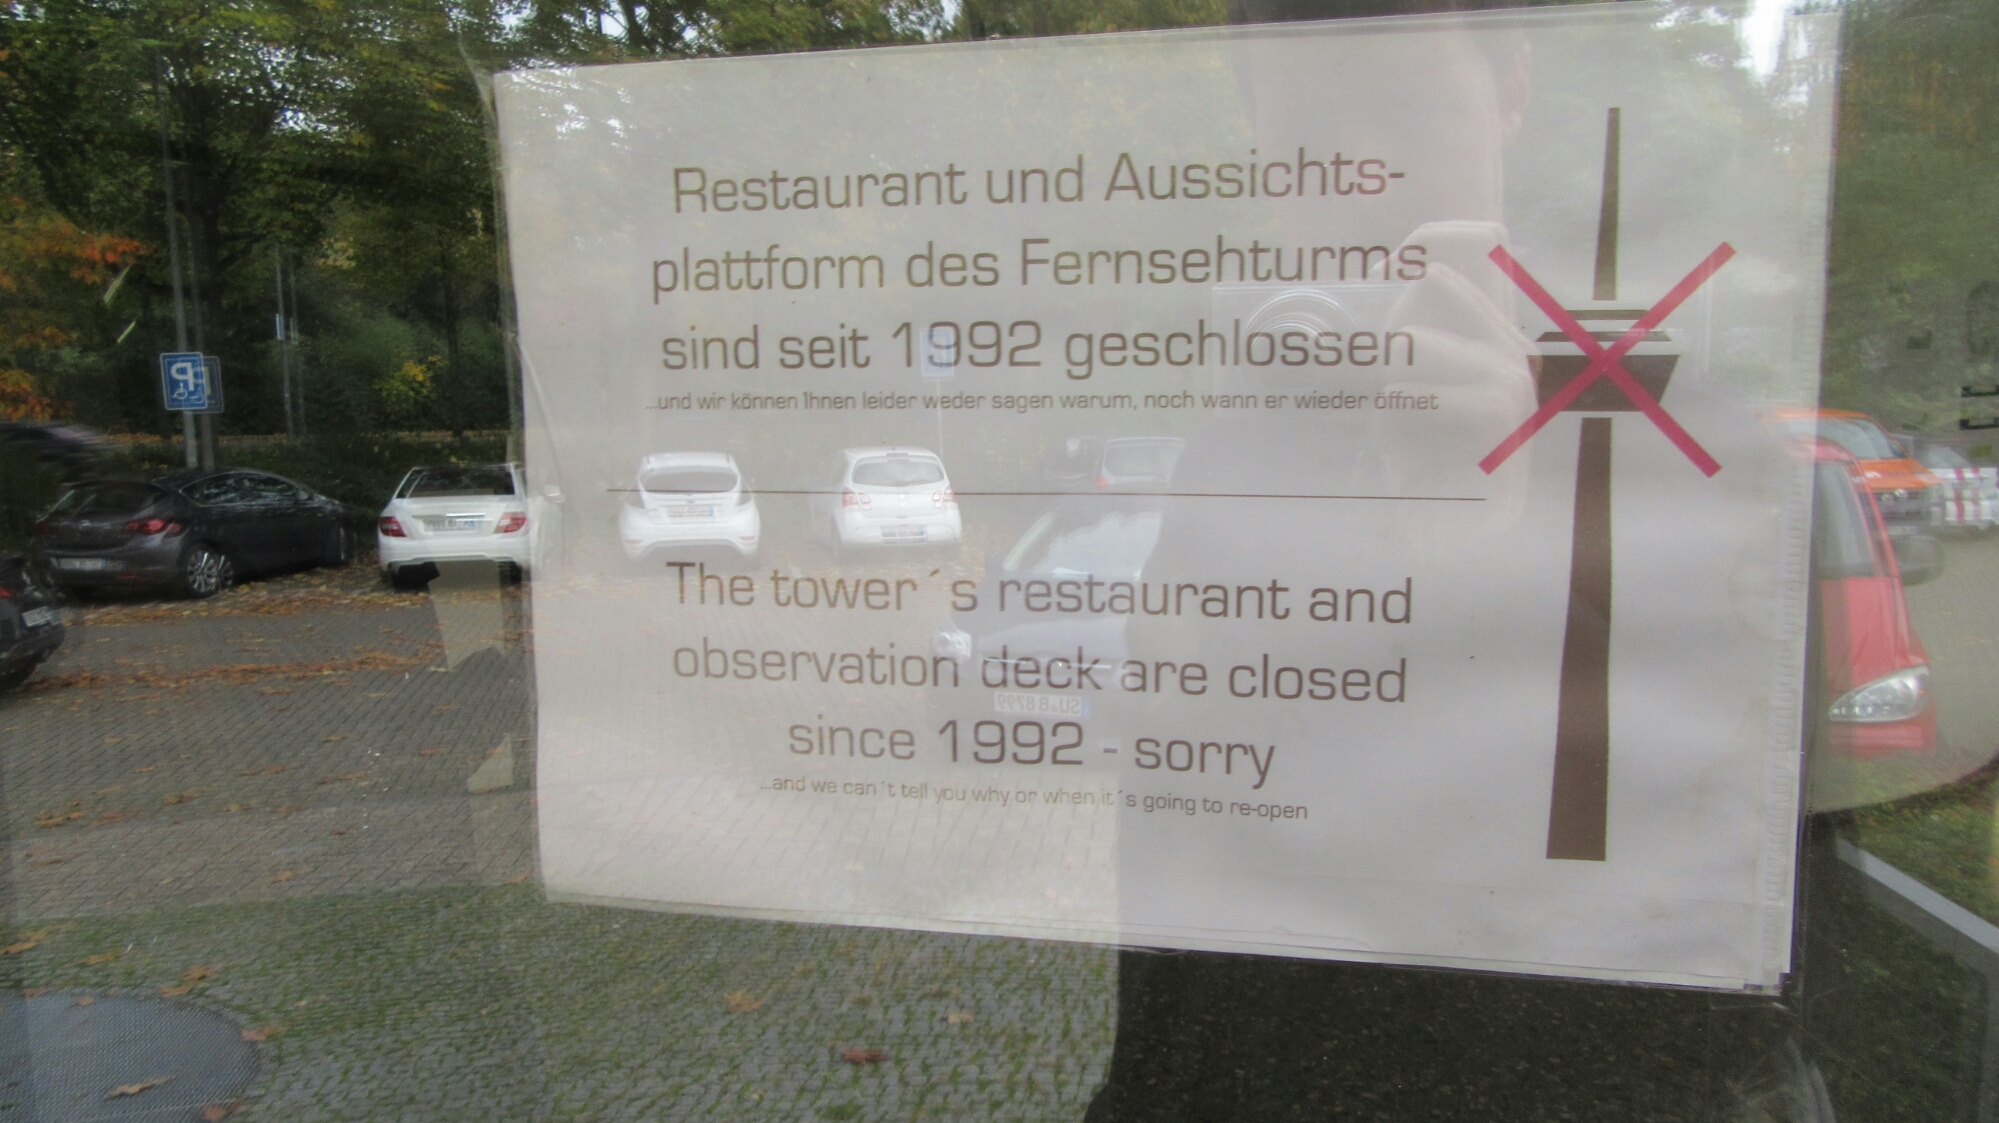 Restaurant und Aussichts-
plattform des Fernsehturms
sind seit 1992 geschlossen
...und wir können Ihnen leider weder sagen warum, noch wann er wieder öffnet
The tower´s restaurant and
observation deck are closed
since 1992 - sorry
...and we can´t tell you why or when it´s going to re-open
P
SU B 8799